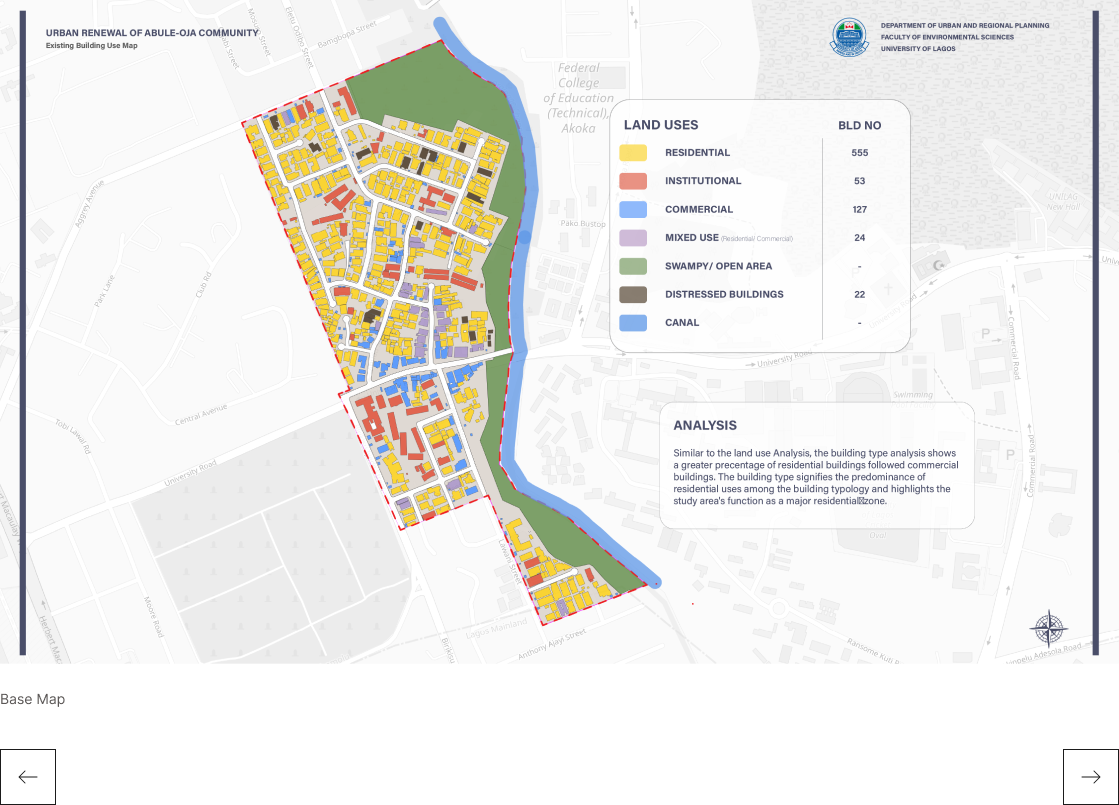 URBAN RENEWAL OF ABULE-OJA COMMUNITY
Existing Building Use Map
DEPARTMENT OF URBAN AND REGIONAL PLANNING
FACULTY OF ENVIRONMENTAL SCIENCES
UNIVERSITY OF LAGOS
Bamgbopa Street
Federal
College
of Education
(Technical),
Akoka
LAND USES
BLD NO
RESIDENTIAL
555
INSTITUTIONAL
53
COMMERCIAL
127
MIXED USE (Residential/ Commercial)
24
SWAMPY/ OPEN AREA
-
DISTRESSED BUILDINGS
22
CANAL
-
Aggrey Avenue
UNILAG
New Hall
Pako Bustop
Park Lane
Club Rd
University Road
P
Commercial Road
Swimming
Central Avenue
Tobi Lawal Rd
University Road
P
Commercial Road
ANALYSIS
Similar to the land use Analysis, the building type analysis shows
a greater precentage of residential buildings followed commercial
buildings. The building type signifies the predominance of
residential uses among the building typology and highlights the
study area's function as a major residential zone.
Oval
Moore Road
Lagos Mainland
Anthony Ajayi Street
Ransome Kuti
Base Map